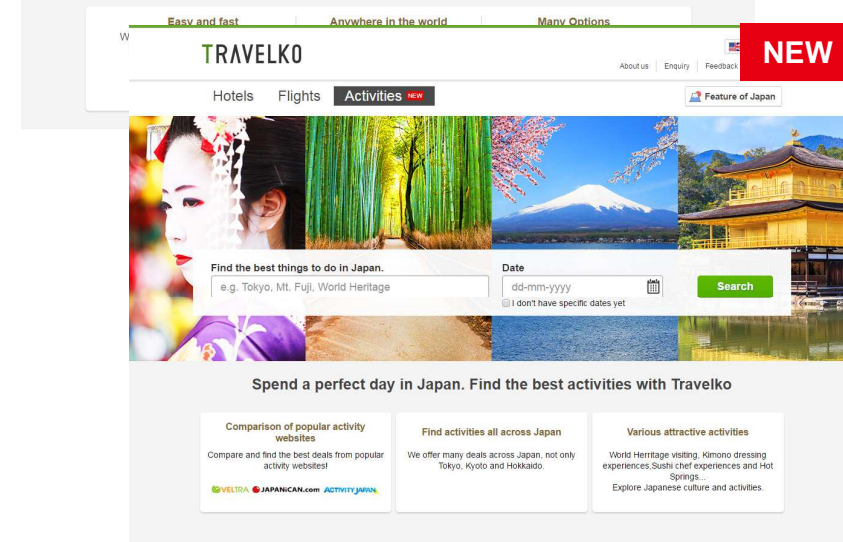 Easy and fast
Anywhere in the world
Many Options
W
TRAVELKO
NEW
About us
Enquiry
Feedback
Hotels
Flights
Activities NEW
Feature of Japan
Find the best things to do in Japan.
Date
e.g. Tokyo, Mt. Fuji, World Heritage
dd-mm-yyyy
Search
I don't have specific dates yet
Spend a perfect day in Japan. Find the best activities with Travelko
Comparison of popular activity
websites
Compare and find the best deals from popular
activity websites!
VELTRA JAPANiCAN.com ACTIVITY JAPAN
Find activities all across Japan
We offer many deals across Japan, not only
Tokyo, Kyoto and Hokkaido.
Various attractive activities
World Herritage visiting, Kimono dressing
experiences,Sushi chef experiences and Hot
Springs...
Explore Japanese culture and activities.